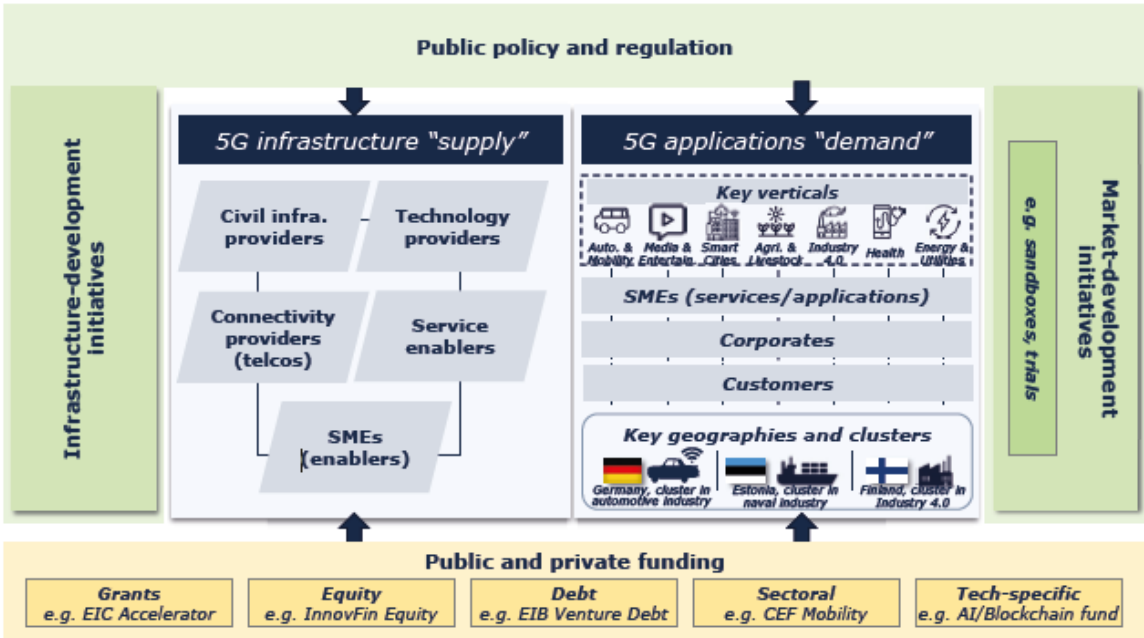 Public policy and regulation
Infrastructure-development
initiatives
5G infrastructure “supply”
Civil infra.
providers
Technology
providers
Connectivity
providers
(telcos)
Service
enablers
SMEs
(enablers)
5G applications “demand”
Key verticals
Auto. &
Mobility
Media &
Entertain.
Smart
Cities
Agri. &
Livestock
Industry
4.0
Health
Energy &
Utilities
SMEs (services/applications)
Corporates
Customers
Key geographies and clusters
Germany, cluster in
automotive industry
Estonia, cluster in
naval industry
Finland, cluster in
Industry 4.0
e.g. sandboxes, trials
Market-development
initiatives
Public and private funding
Grants
e.g. EIC Accelerator
Equity
e.g. InnovFin Equity
Debt
e.g. EIB Venture Debt
Sectoral
e.g. CEF Mobility
Tech-specific
e.g. AI/Blockchain fund